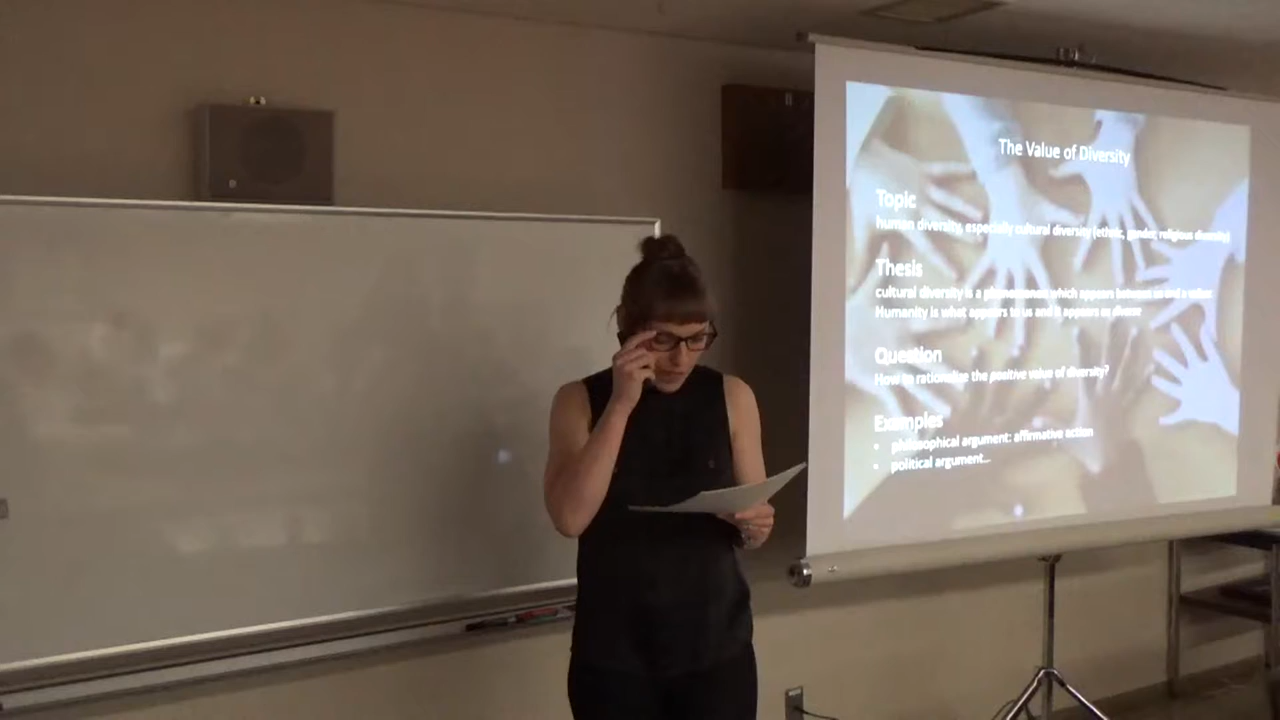 The Value of Diversity
Topic
human diversity, especially cultural diversity (ethnic, gender, religious diversity)
Thesis
cultural diversity is a phenomenon which appears between us and a value
Humanity is what appears to us and it appears as diverse
Question
How to rationalize the positive value of diversity?
Examples
• philosophical argument: affirmative action
• political argument...